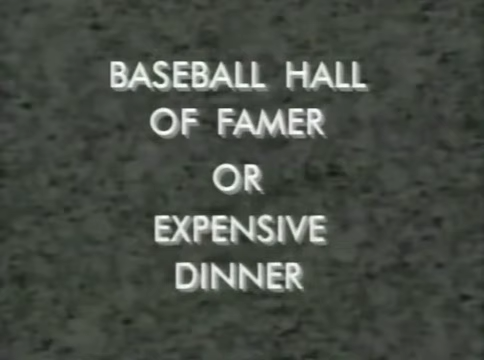 BASEBALL HALL
OF FAMER
OR
EXPENSIVE
DINNER